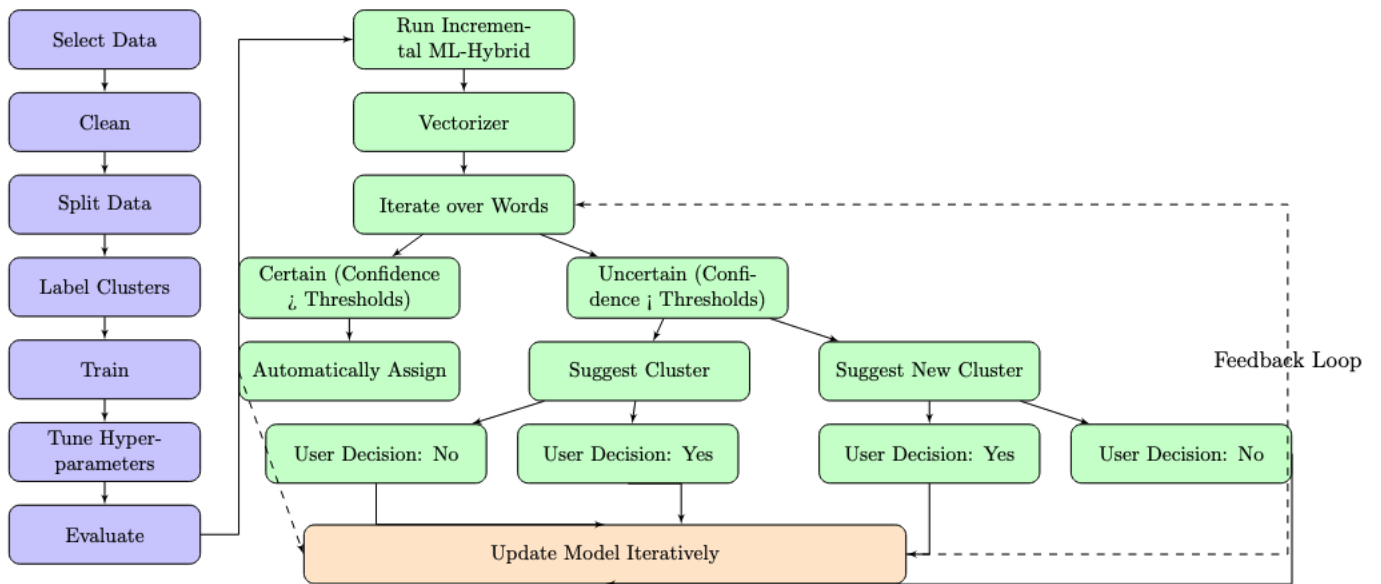 Select Data
Clean
Split Data
Label Clusters
Train
Tune Hyper-
parameters
Evaluate
Run Incremen-
tal ML-Hybrid
Vectorizer
Iterate over Words
Certain (Confidence
¿ Thresholds)
Uncertain (Confi-
dence ¡ Thresholds)
Automatically Assign
Suggest Cluster
Suggest New Cluster
Feedback Loop
User Decision: No
User Decision: Yes
User Decision: Yes
User Decision: No
Update Model Iteratively